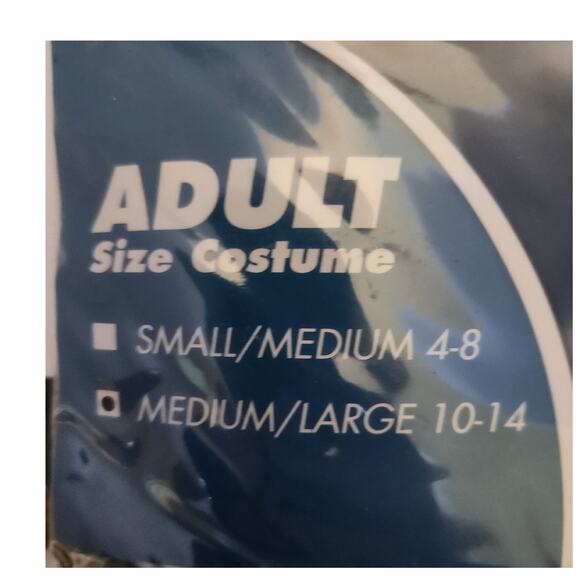 ADULT
Size Costume
SMALL/MEDIUM 4-8
MEDIUM/LARGE 10-14